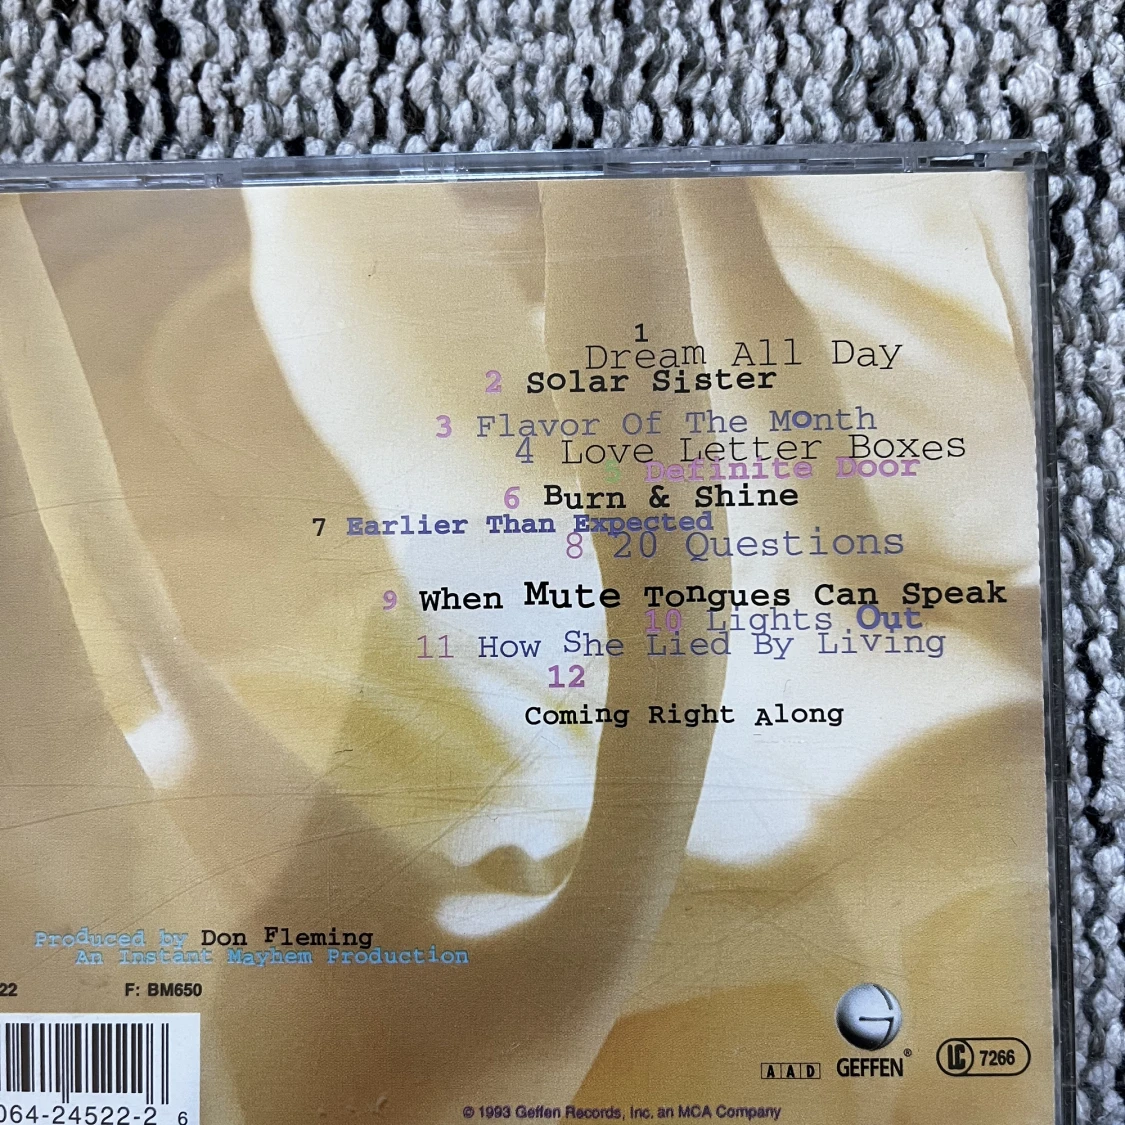 1
Dream All Day
2 Solar Sister
3 Flavor Of The Month
4 Love Letter Boxes
5 Definite Door
6 Burn & Shine
7 Earlier Than Expected
8 20 Questions
9 When Mute Tongues Can Speak
10 Lights Out
11 How She Lied By Living
12
Coming Right Along
Produced by Don Fleming
An Instant Mayhem Production
22 F: BM650
064-24522-2 6
AAD
GEFFEN®
LC 7266
© 1993 Geffen Records, Inc. an MCA Company